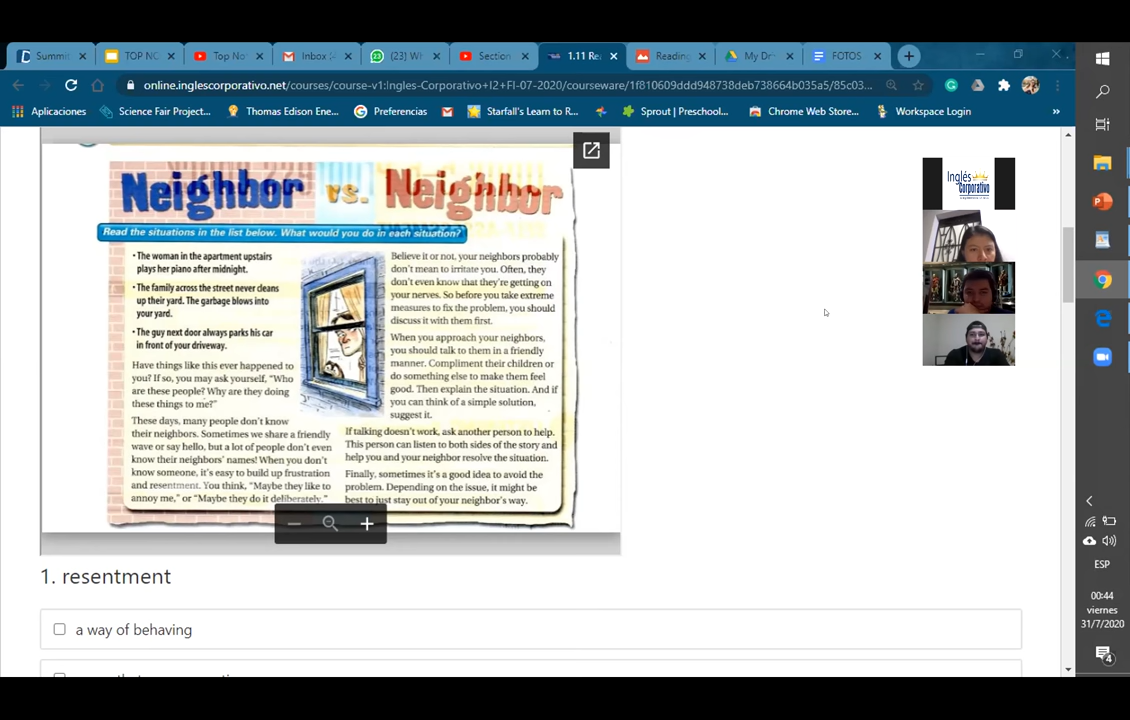 Summit
TOP NO
Top No
Inbox (4
(23) W
Section
1.11 Re
Reading
My Dr
FOTOS
online.inglescorporativo.net/courses/course-v1:Ingles-Corporativo+I2+FI-07-2020/courseware/1f810609ddd948738deb738664b035a5/85c03...
Aplicaciones
Science Fair Project...
Thomas Edison Ene...
Preferencias
Starfall's Learn to R...
Sprout | Preschool...
Chrome Web Store...
Workspace Login
»
Neighbor vs. Neighbor
Read the situations in the list below. What would you do in each situation?
• The woman in the apartment upstairs
plays her piano after midnight.
• The family across the street never cleans
up their yard. The garbage blows into
your yard.
• The guy next door always parks his car
in front of your driveway.
Have things like this ever happened to
you? If so, you may ask yourself, "Who
are these people? Why are they doing
these things to me?"
These days, many people don't know
their neighbors. Sometimes we share a friendly
wave or say hello, but a lot of people don't even
know their neighbors' names! When you don't
know someone, it's easy to build up frustration
and resentment. You think, "Maybe they like to
annoy me," or "Maybe they do it deliberately."
Believe it or not, your neighbors probably
don't mean to irritate you. Often, they
don't even know that they're getting on
your nerves. So before you take extreme
measures to fix the problem, you should
discuss it with them first.
When you approach your neighbors,
you should talk to them in a friendly
manner. Compliment their children or
do something else to make them feel
good. Then explain the situation. And if
you can think of a simple solution,
suggest it.
If talking doesn't work, ask another person to help.
This person can listen to both sides of the story and
help you and your neighbor resolve the situation.
Finally, sometimes it's a good idea to avoid the
problem. Depending on the issue, it might be
best to just stay out of your neighbor's way.
1. resentment
a way of behaving
Inglés
Corporativo
ESP
00:44
viernes
31/7/2020
4